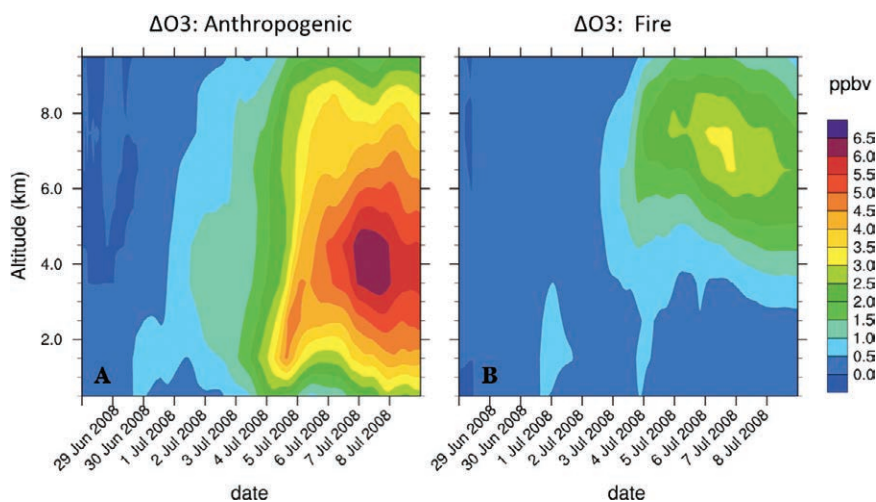 ΔO3: Anthropogenic
ΔO3: Fire
ppbv
Altitude (km)
8.0
6.0
4.0
2.0
A
B
6.5
6.0
5.5
5.0
4.5
4.0
3.5
3.0
2.5
2.0
1.5
1.0
0.5
0.0
29 Jun 2008
30 Jun 2008
1 Jul 2008
2 Jul 2008
3 Jul 2008
4 Jul 2008
5 Jul 2008
6 Jul 2008
7 Jul 2008
8 Jul 2008
date
29 Jun 2008
30 Jun 2008
1 Jul 2008
2 Jul 2008
3 Jul 2008
4 Jul 2008
5 Jul 2008
6 Jul 2008
7 Jul 2008
8 Jul 2008
date